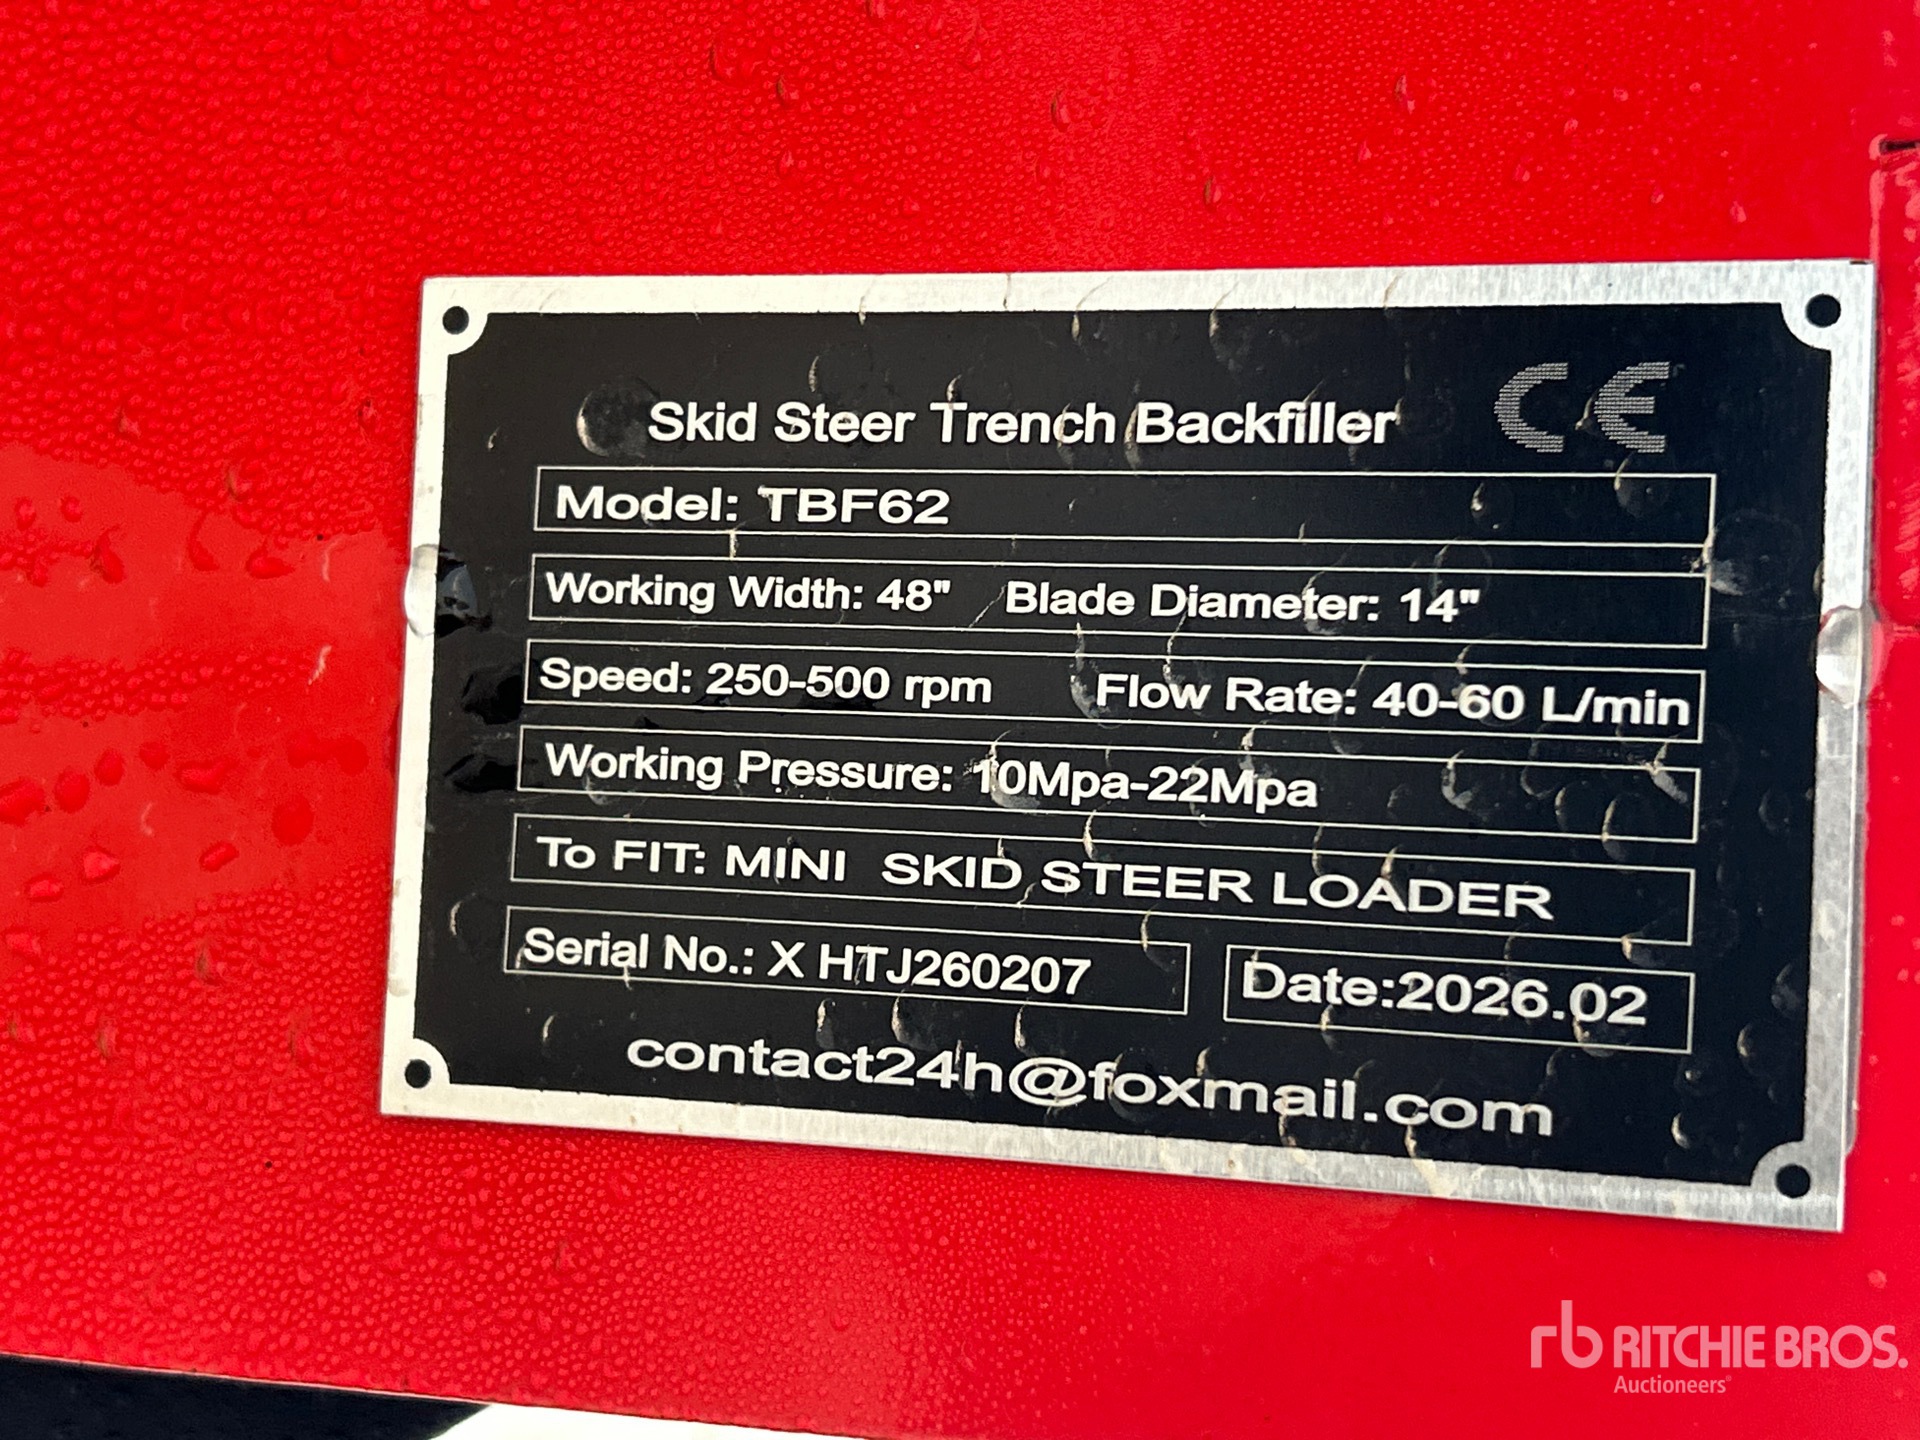 Skid Steer Trench Backfiller CE
Model: TBF62
Working Width: 48" Blade Diameter: 14"
Speed: 250-500 rpm Flow Rate: 40-60 L/min
Working Pressure: 10Mpa-22Mpa
To FIT: MINI SKID STEER LOADER
Serial No.: X HTJ260207 Date:2026.02
contact24h@foxmail.com
rb RITCHIE BROS.
Auctioneers